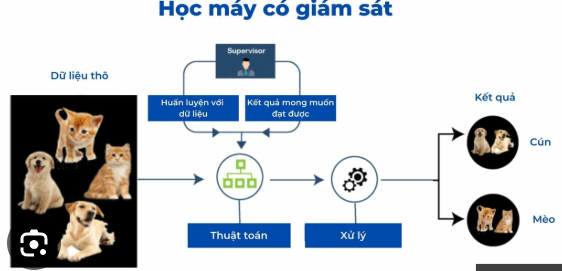 Học máy có giám sát
Supervisor
Dữ liệu thô
Huấn luyện với
dữ liệu
Kết quả mong muốn
đạt được
Kết quả
Cún
Mèo
Thuật toán
Xử lý